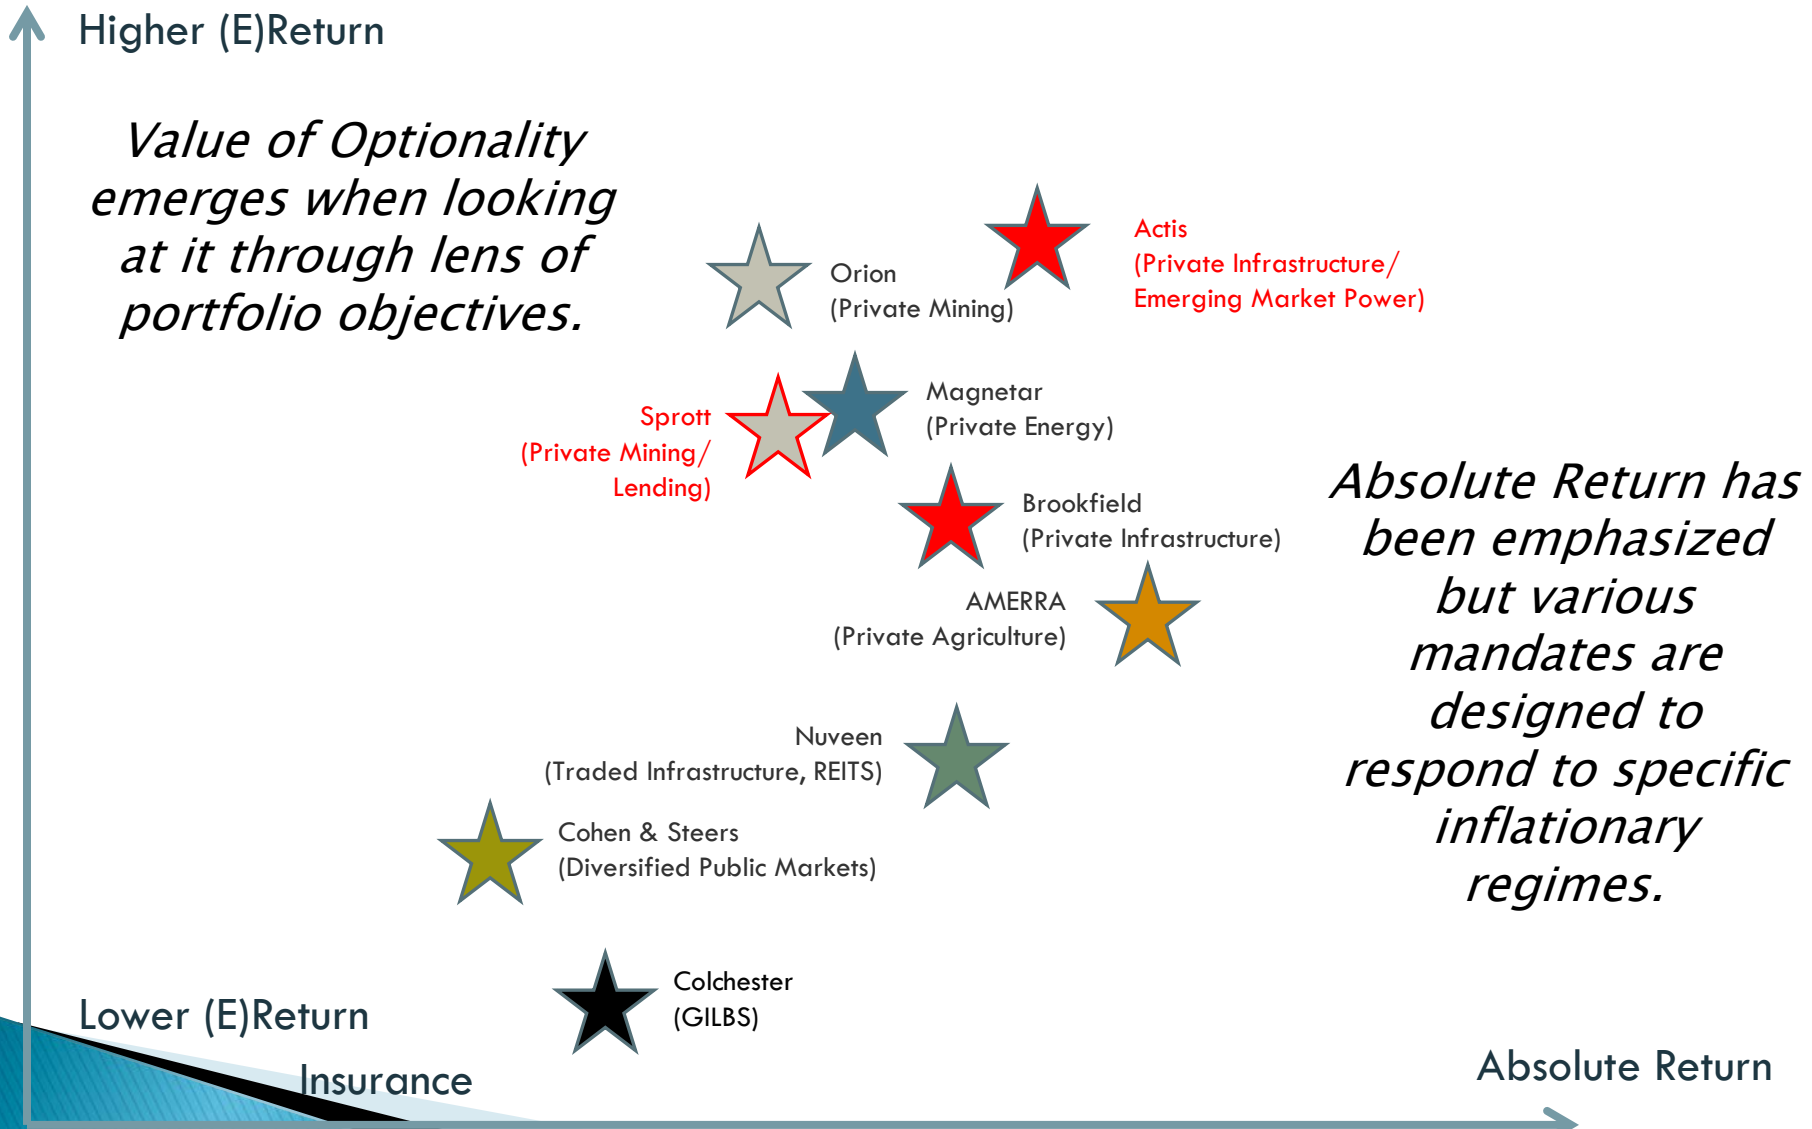 Higher (E)Return
Value of Optionality
emerges when looking
at it through lens of
portfolio objectives.
Actis
(Private Infrastructure/
Emerging Market Power)
Orion
(Private Mining)
Magnetar
(Private Energy)
Sprott
(Private Mining/
Lending)
Brookfield
(Private Infrastructure)
Absolute Return has
been emphasized
but various
mandates are
designed to
respond to specific
inflationary
regimes.
AMERRA
(Private Agriculture)
Nuveen
(Traded Infrastructure, REITS)
Cohen & Steers
(Diversified Public Markets)
Colchester
(GILBS)
Lower (E)Return
Insurance
Absolute Return